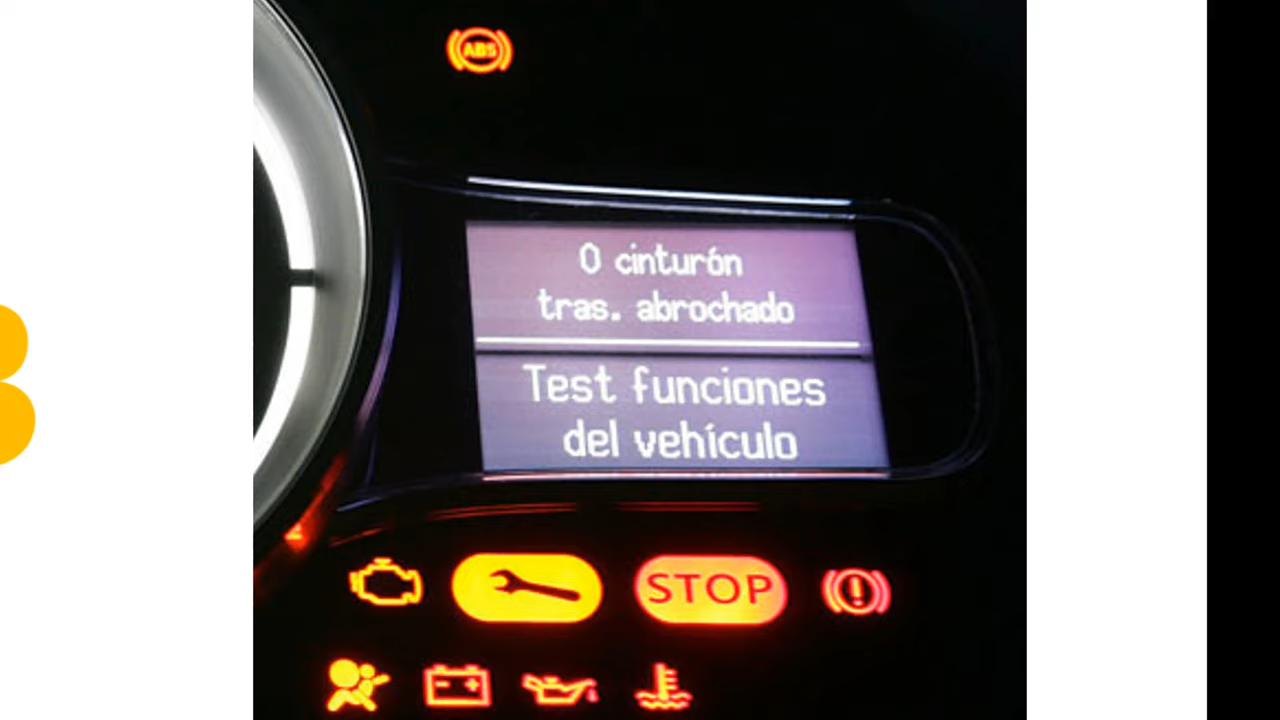 ABS
0 cinturón
tras. abrochado
Test funciones
del vehículo
STOP